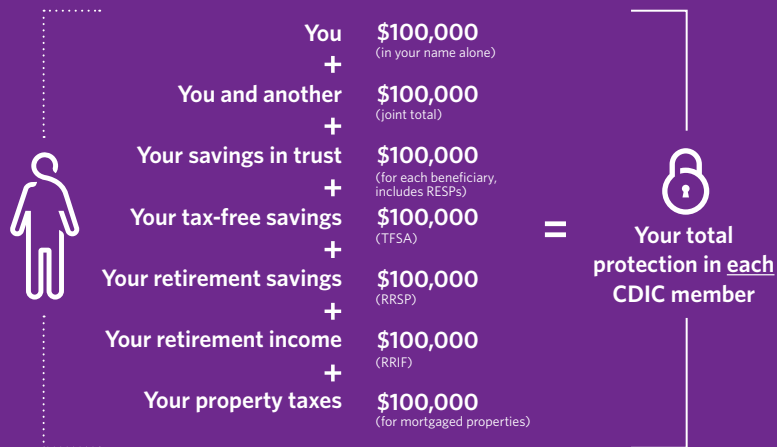 You $100,000
(in your name alone)
+
You and another $100,000
(joint total)
+
Your savings in trust $100,000
(for each beneficiary,
includes RESPs)
+
Your tax-free savings $100,000
(TFSA)
+
Your retirement savings $100,000
(RRSP)
+
Your retirement income $100,000
(RRIF)
+
Your property taxes $100,000
(for mortgaged properties)
=
Your total
protection in each
CDIC member